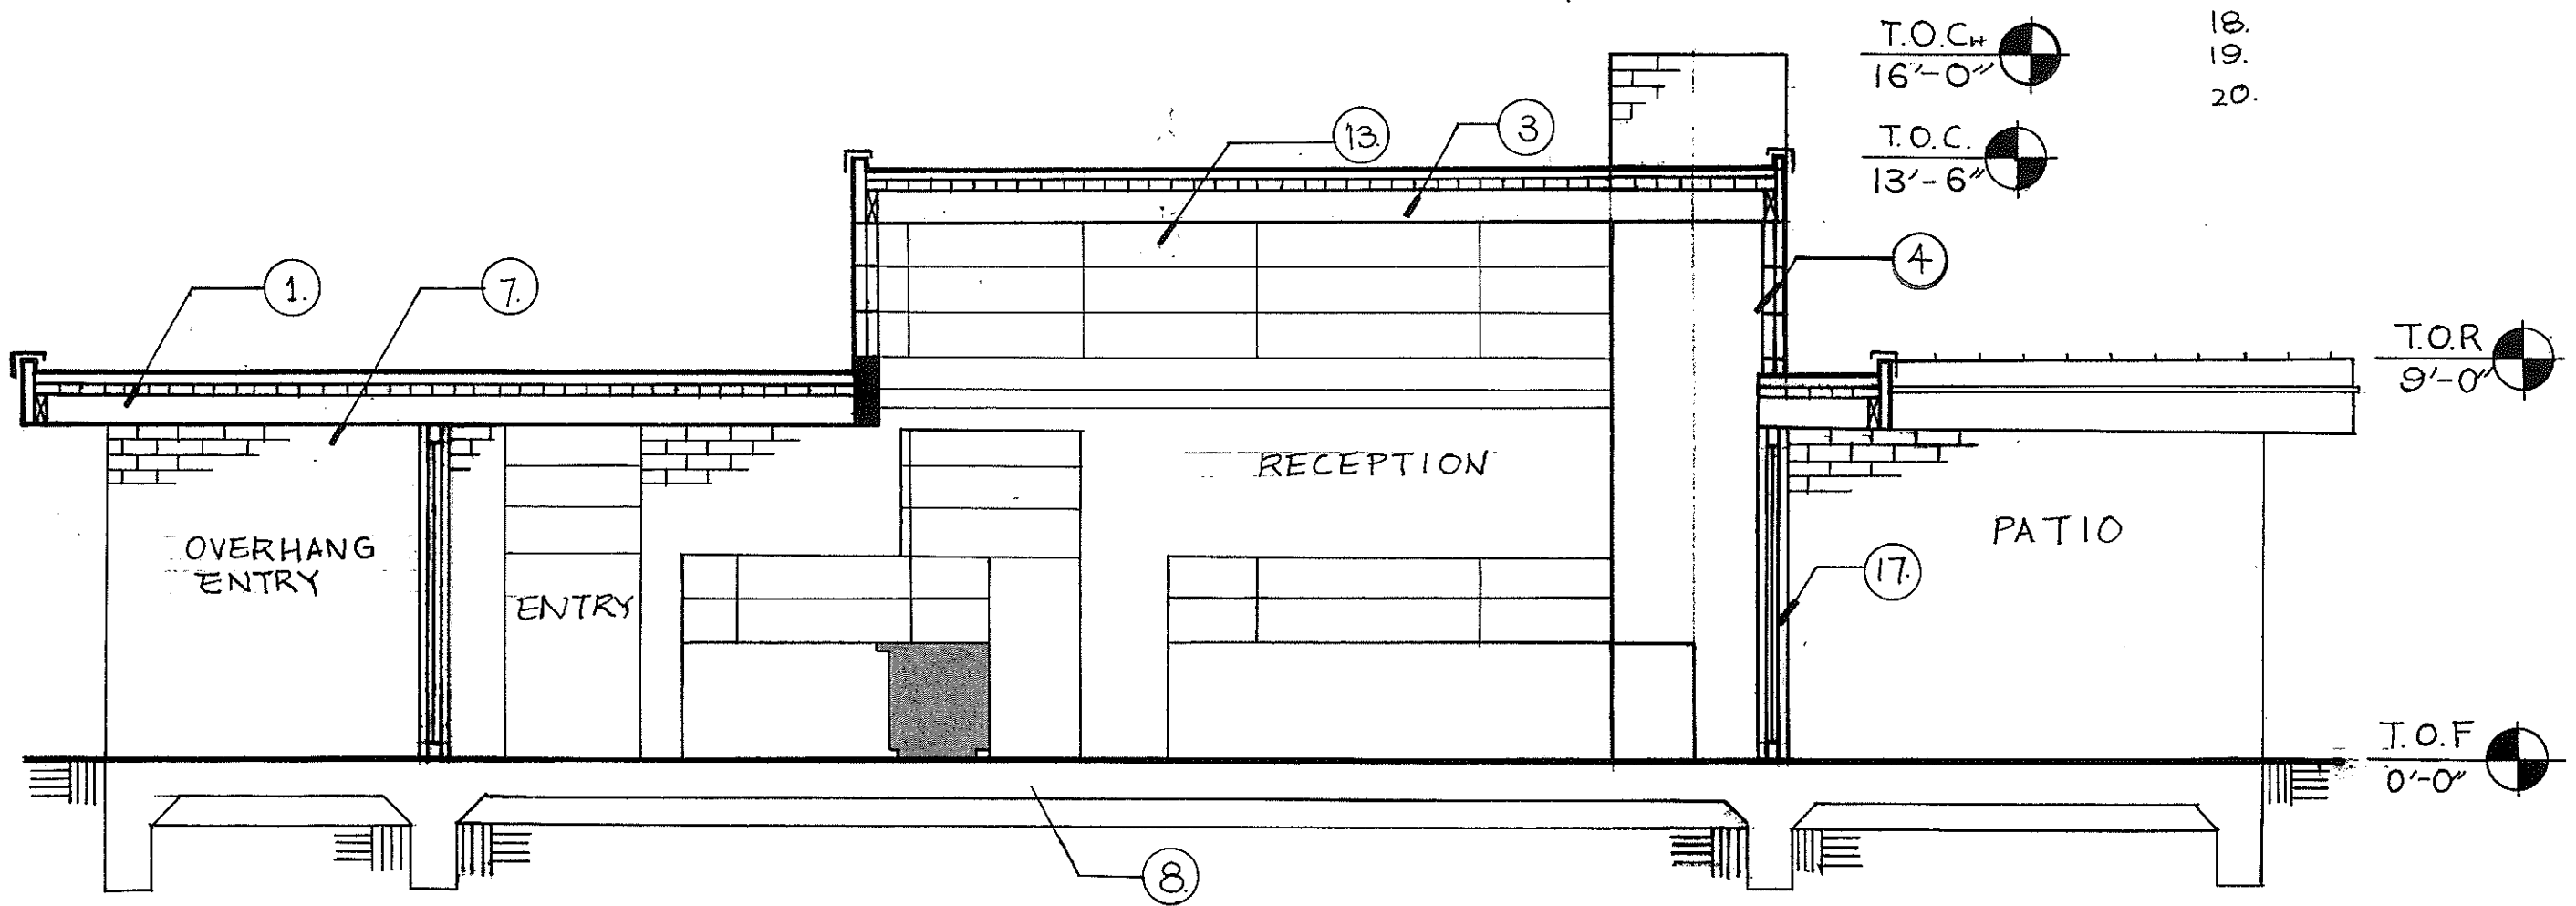 T.O.CH
16'-0"
18.
19.
20.
T.O.C.
13'-6"
13.
3
4
1.
7.
T.O.R
9'-0"
RECEPTION
OVERHANG
ENTRY
ENTRY
PATIO
17.
T.O.F
0'-0"
8.